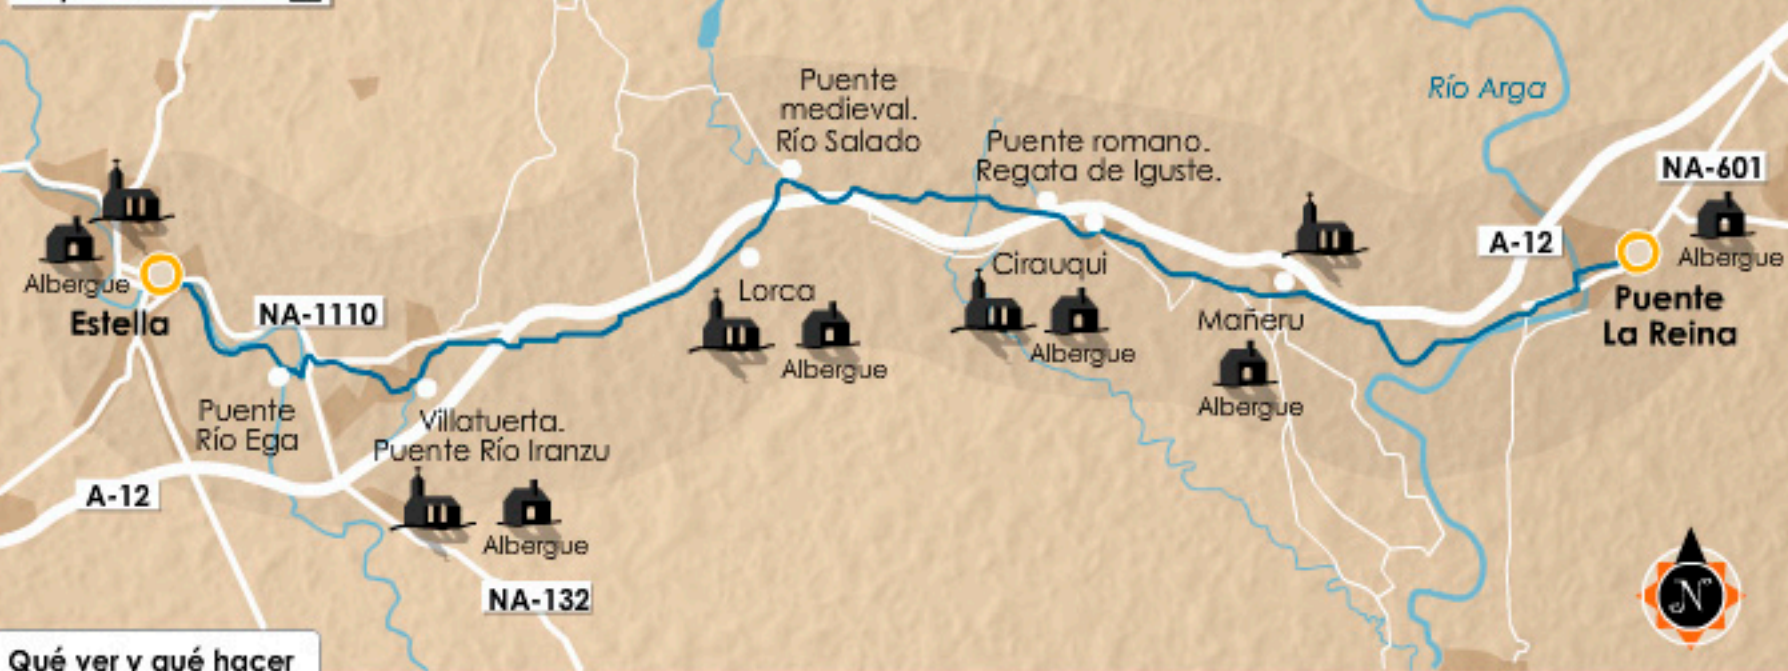 Puente
medieval.
Río Salado
Río Arga
Puente romano.
Regata de Iguste.
NA-601
A-12
Albergue
Albergue
Estella
NA-1110
Lorca
Albergue
Cirauqui
Albergue
Mañeru
Albergue
Puente
La Reina
Puente
Río Ega
Villatuerta.
Puente Río Iranzu
Albergue
A-12
NA-132
N
Qué ver y qué hacer